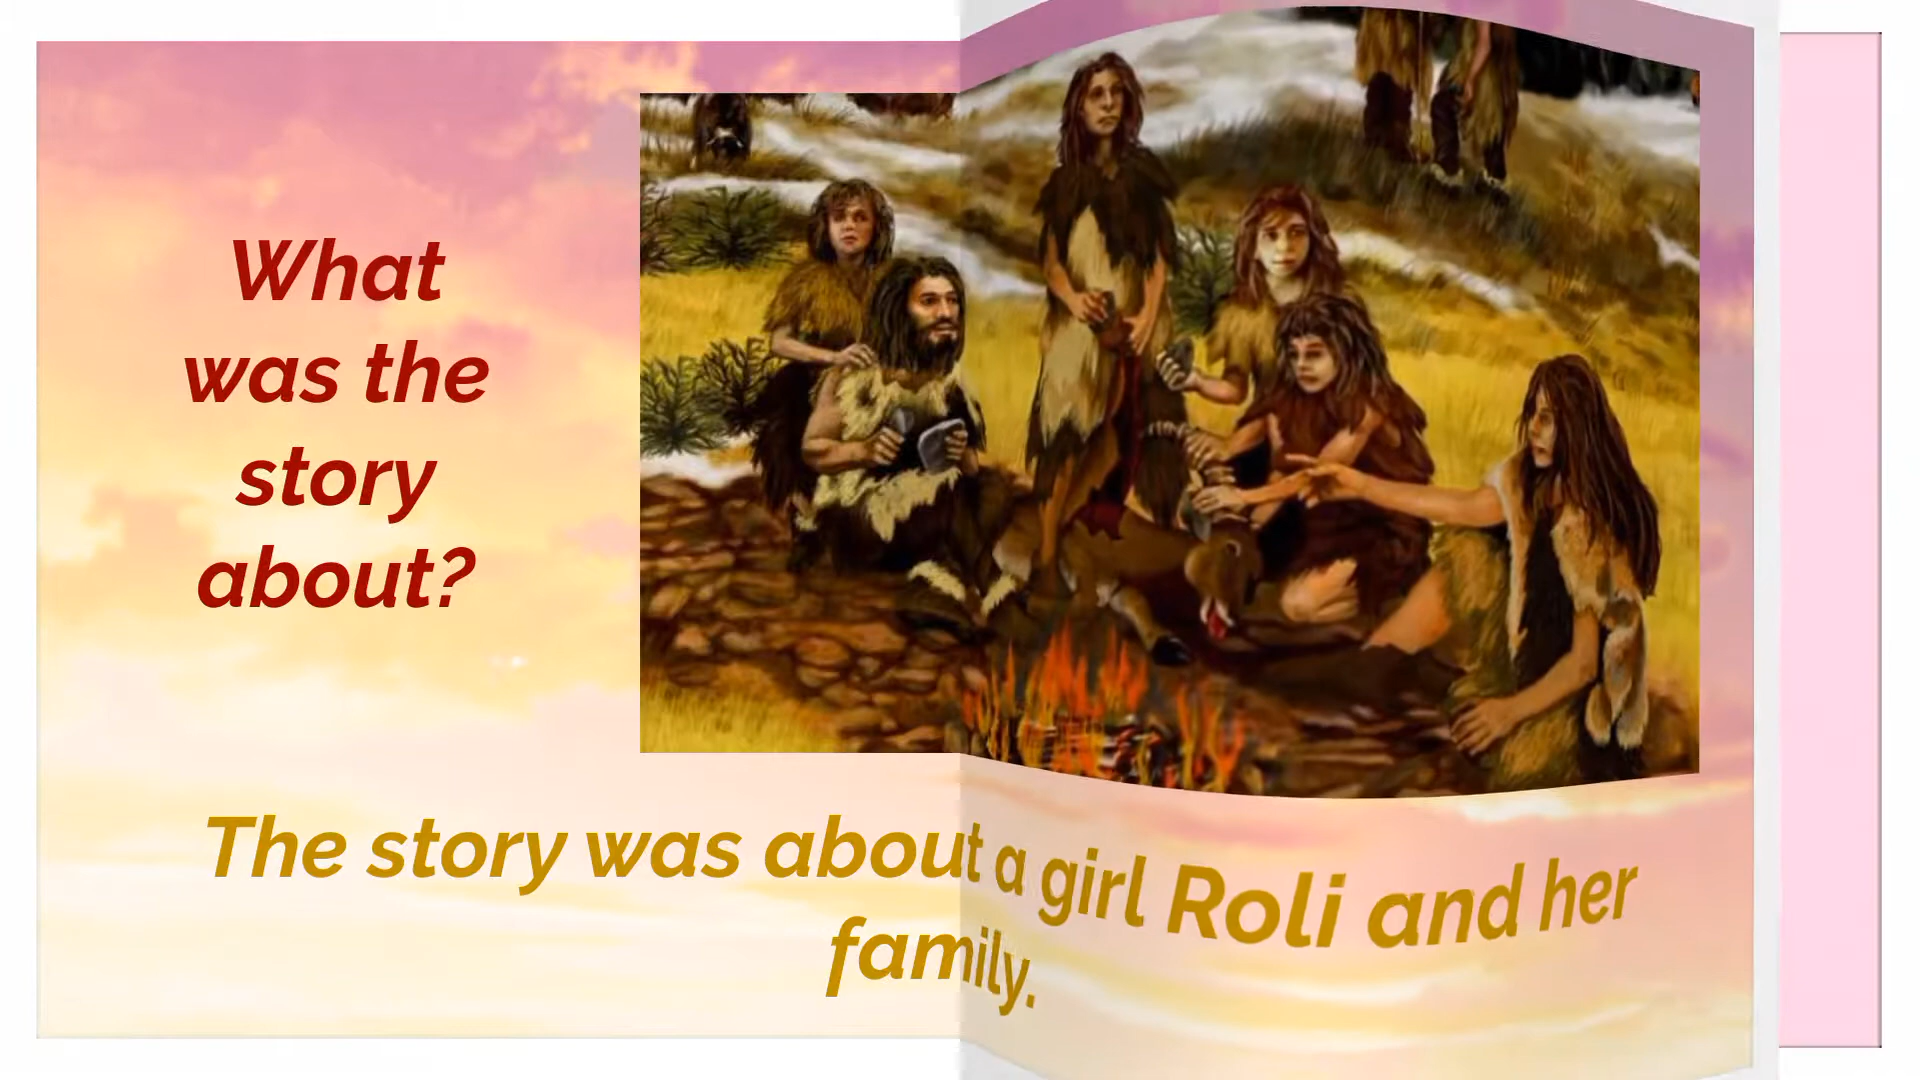 What
was the
story
about?
The story was about a girl Roli and her
family.